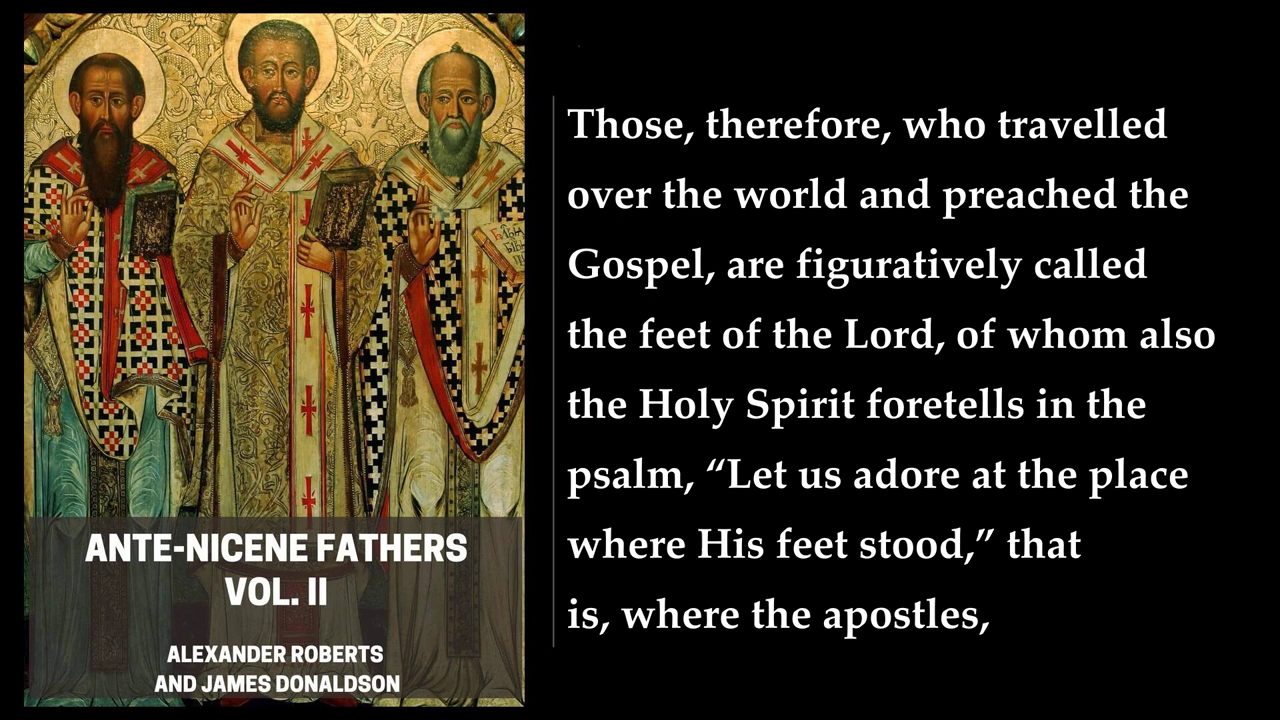 ANTE-NICENE FATHERS
VOL. II
ALEXANDER ROBERTS
AND JAMES DONALDSON
Those, therefore, who travelled
over the world and preached the
Gospel, are figuratively called
the feet of the Lord, of whom also
the Holy Spirit foretells in the
psalm, “Let us adore at the place
where His feet stood,” that
is, where the apostles,